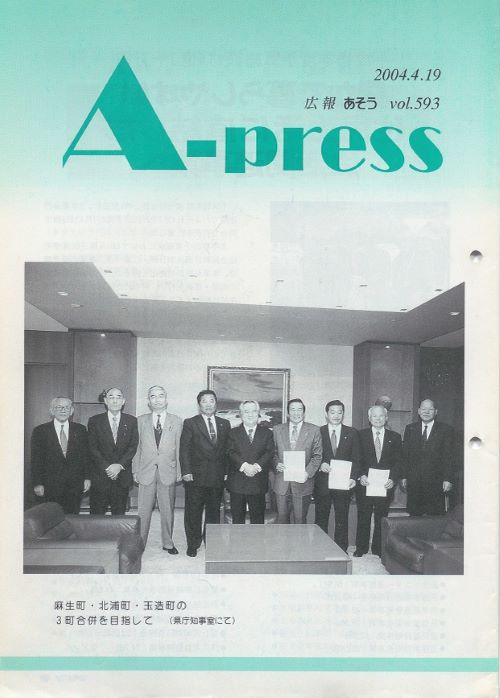 2004.4.19
広報 あそう vol.593
A-press
麻生町・北浦町・玉造町の
3町合併を目指して (県庁知事室にて)